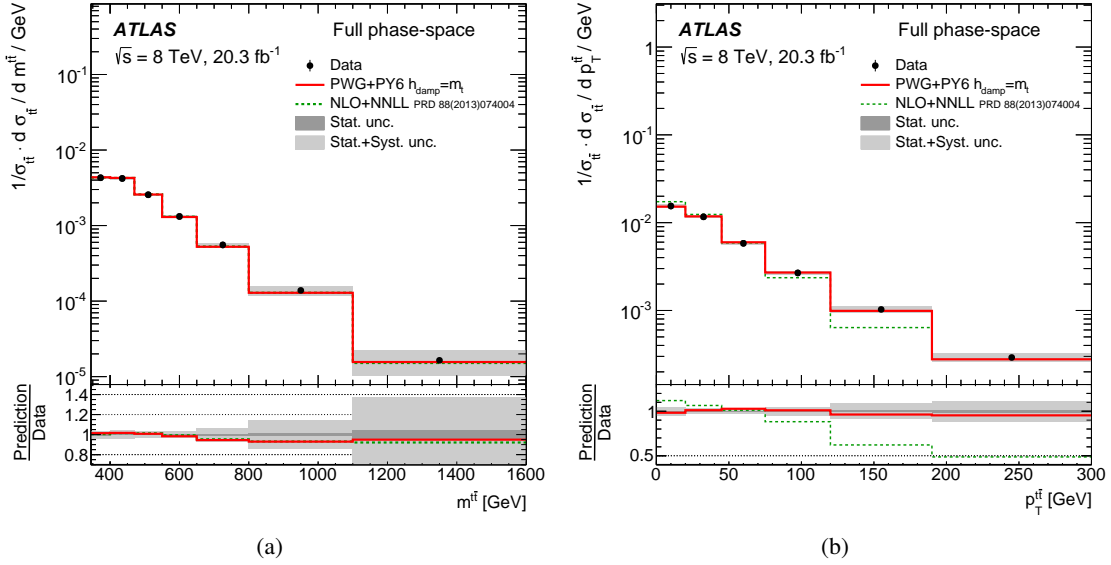 ATLAS Full phase-space
√s = 8 TeV, 20.3 fb⁻¹
Data
PWG+PY6 h_damp=m_t
NLO+NNLL PRD 88(2013)074004
Stat. unc.
Stat.+Syst. unc.
1/σ_tt̄ · d σ_tt̄ / d m^tt̄ / GeV
10⁻¹
10⁻²
10⁻³
10⁻⁴
10⁻⁵
Prediction
Data
1.4
1.2
1
0.8
400 600 800 1000 1200 1400 1600
m^tt̄ [GeV]
(a)
ATLAS Full phase-space
√s = 8 TeV, 20.3 fb⁻¹
Data
PWG+PY6 h_damp=m_t
NLO+NNLL PRD 88(2013)074004
Stat. unc.
Stat.+Syst. unc.
1/σ_tt̄ · d σ_tt̄ / d p_T^tt̄ / GeV
1
10⁻¹
10⁻²
10⁻³
Prediction
Data
1
0.5
0 50 100 150 200 250 300
p_T^tt̄ [GeV]
(b)